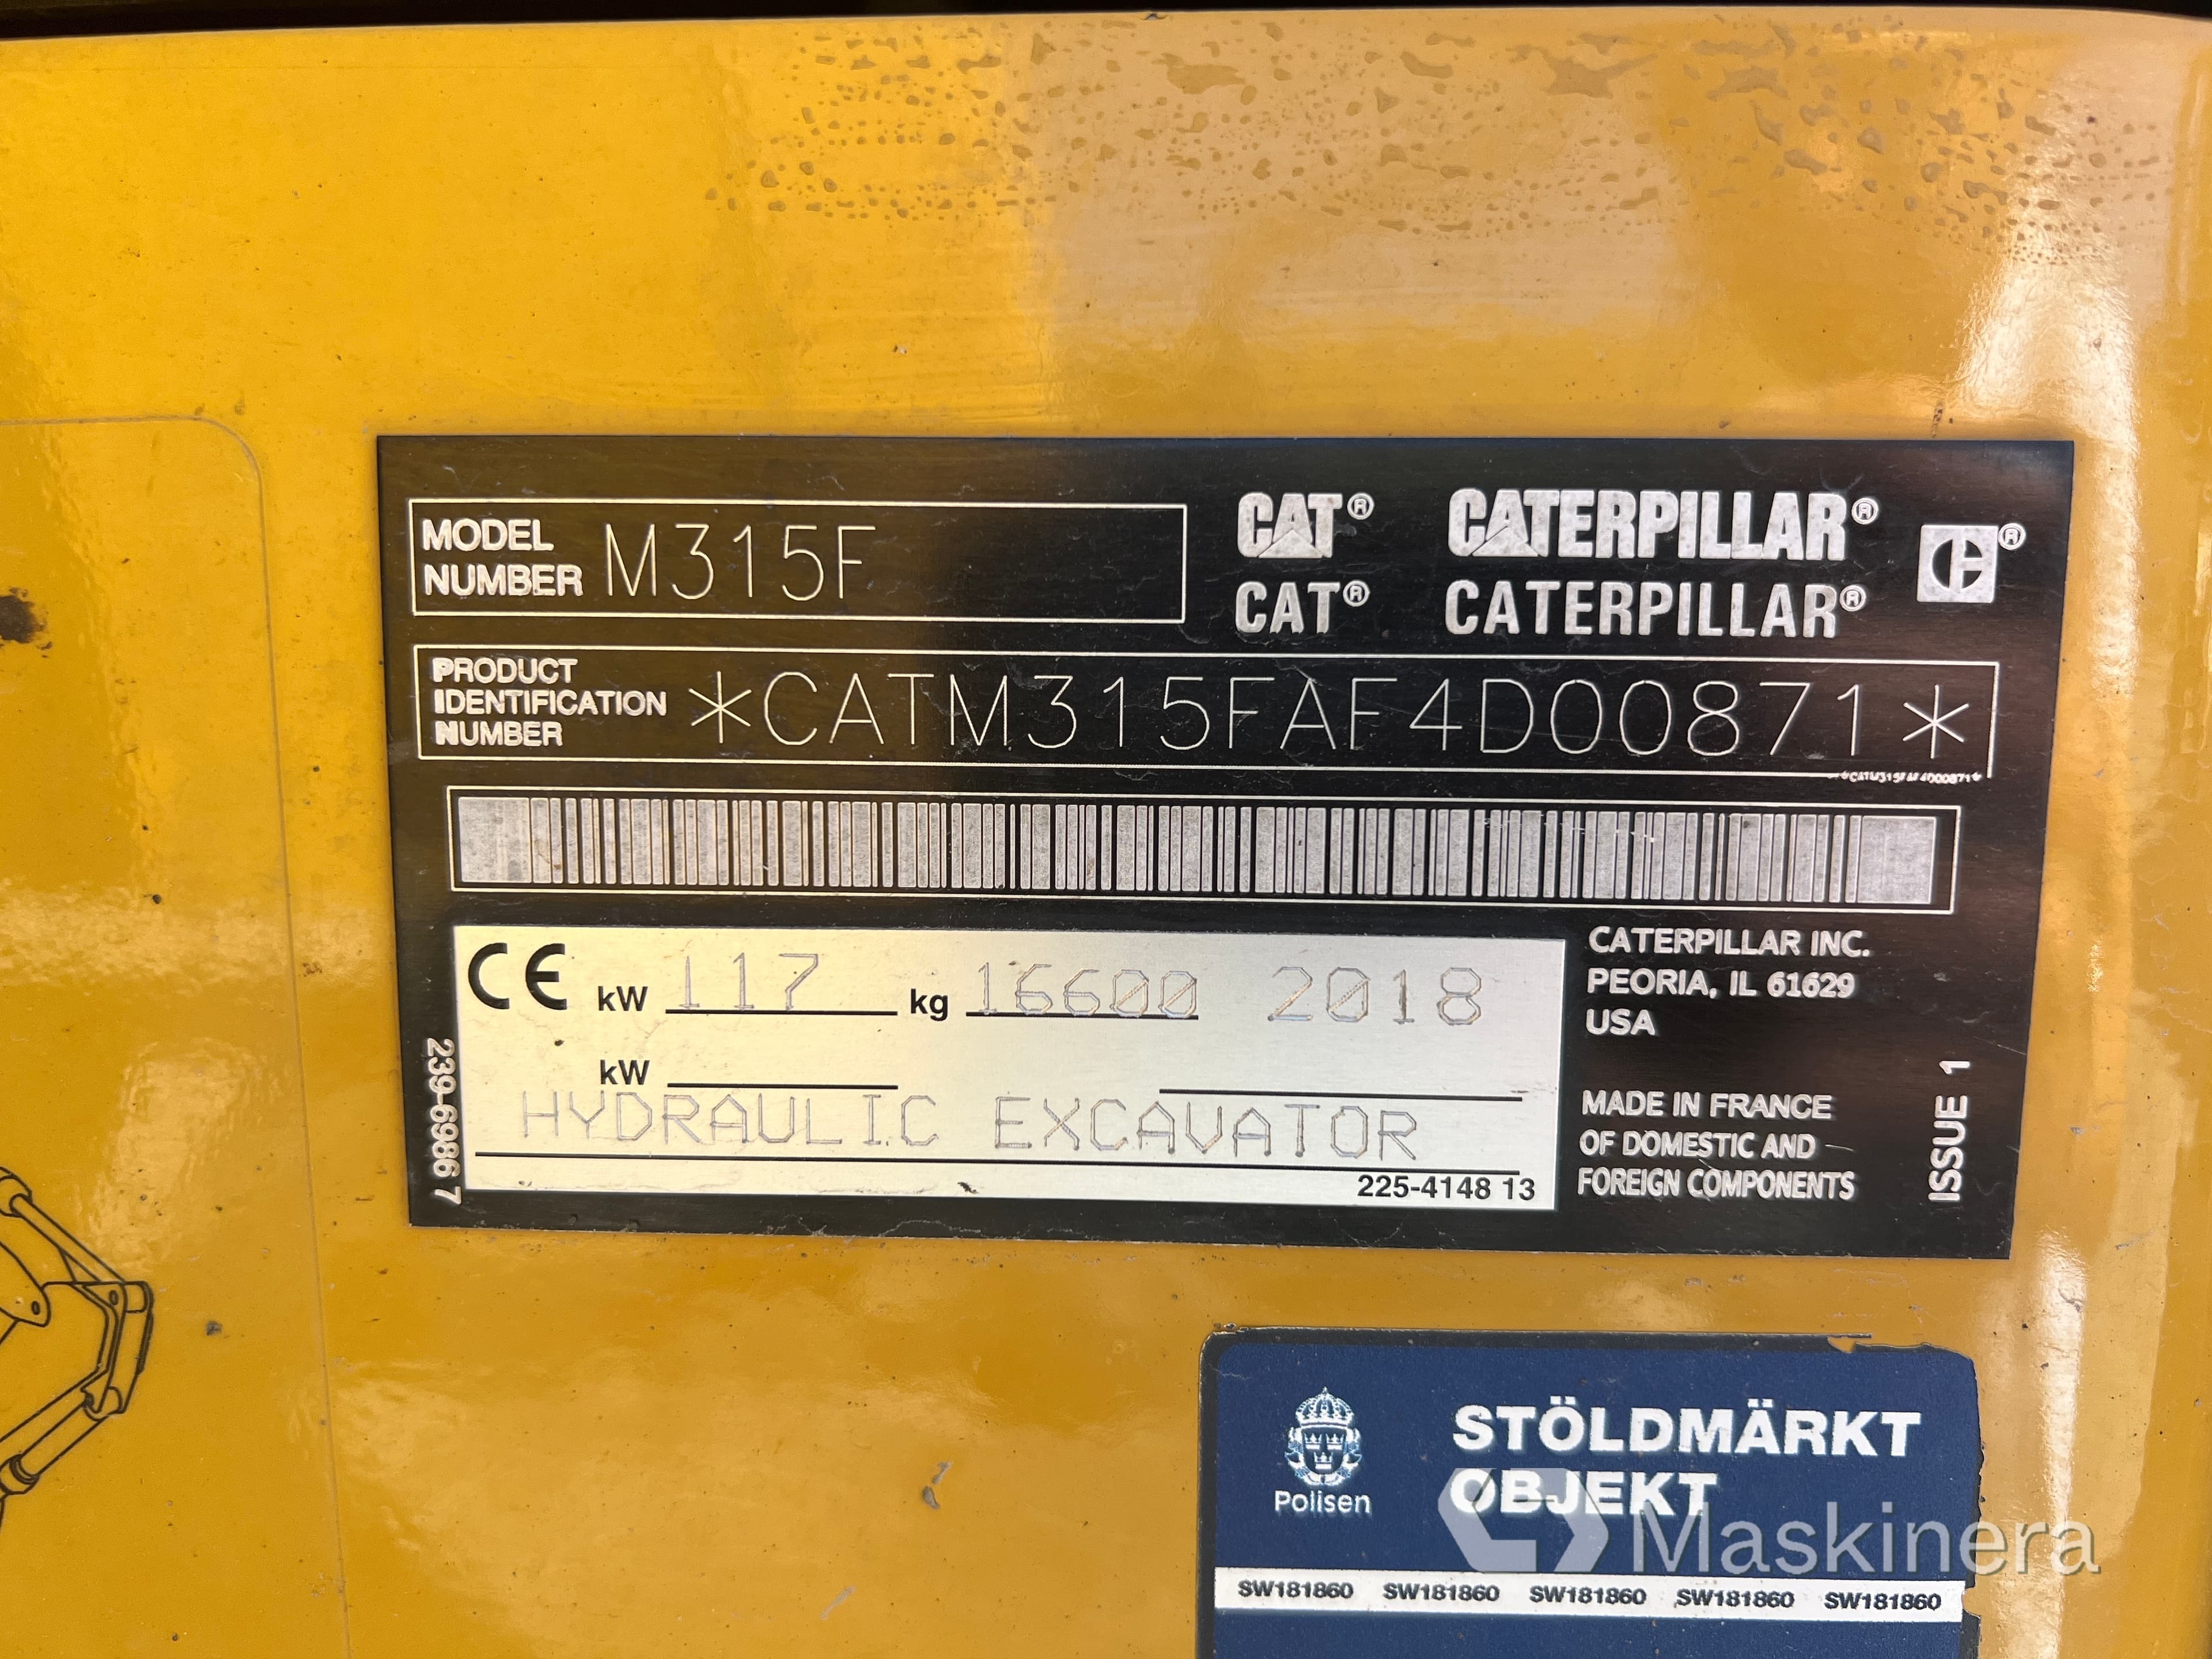 MODEL NUMBER M315F
CAT® CATERPILLAR®
CAT® CATERPILLAR®
PRODUCT IDENTIFICATION NUMBER *CATM315FAF4D00871*
*CATM315FAF4D00871*
CE kW 117 kg 16600 2018
kW
HYDRAULIC EXCAVATOR
225-4148 13
239-6986 7
CATERPILLAR INC.
PEORIA, IL 61629
USA
MADE IN FRANCE
OF DOMESTIC AND
FOREIGN COMPONENTS
ISSUE 1
Polisen
STÖLDMÄRKT
OBJEKT
Maskinera
SW181860 SW181860 SW181860 SW181860 SW181860